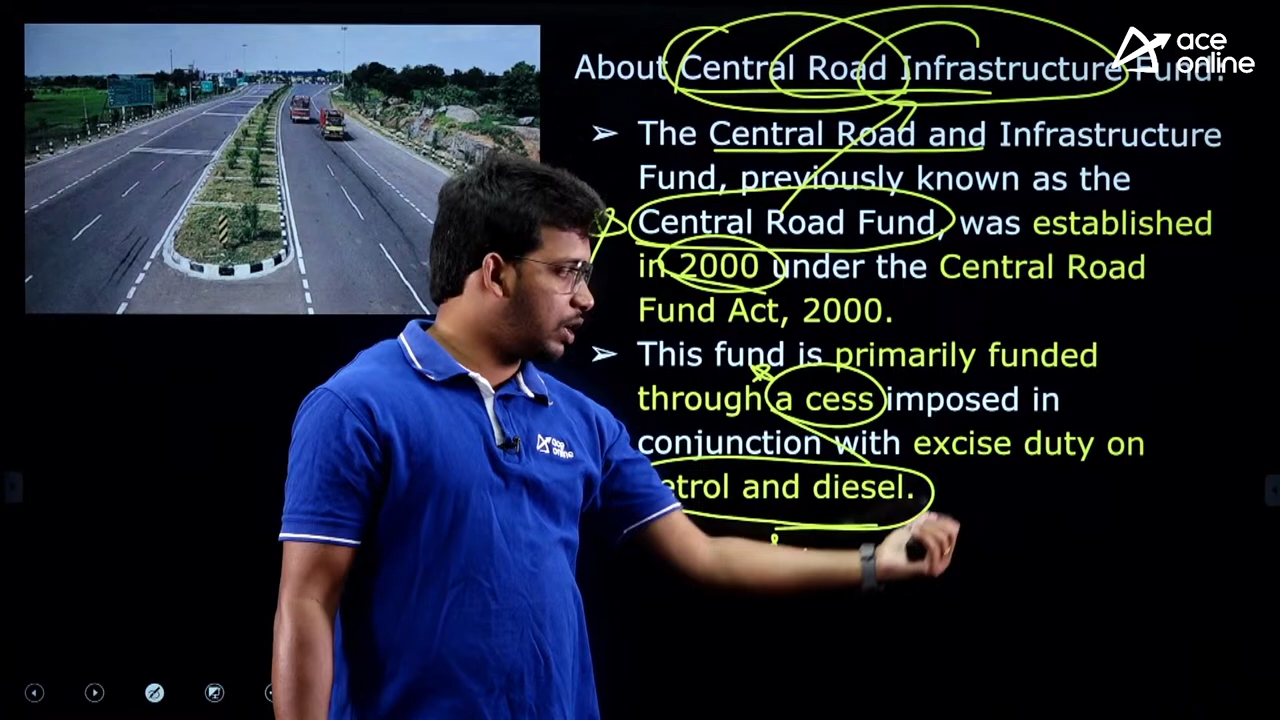 ace
online
About Central Road Infrastructure Fund:
➢ The Central Road and Infrastructure
Fund, previously known as the
Central Road Fund, was established
in 2000 under the Central Road
Fund Act, 2000.
➢ This fund is primarily funded
through a cess imposed in
conjunction with excise duty on
etrol and diesel.
ace
online